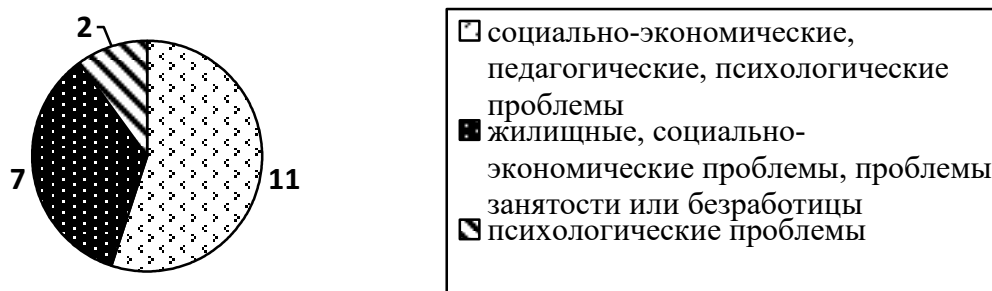 2
7
11
социально-экономические,
педагогические, психологические
проблемы
жилищные, социально-
экономические проблемы, проблемы
занятости или безработицы
психологические проблемы